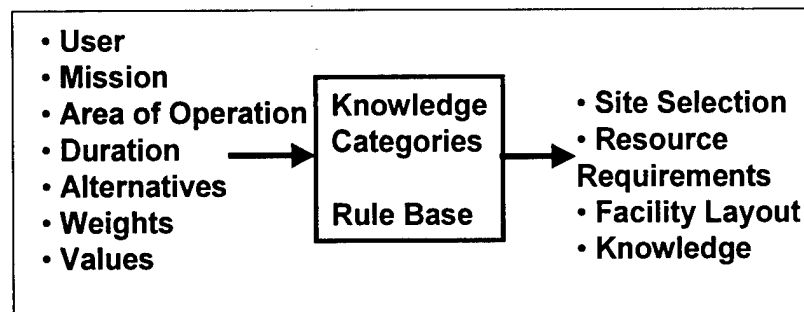 • User
• Mission
• Area of Operation
• Duration
• Alternatives
• Weights
• Values
Knowledge
Categories
Rule Base
• Site Selection
• Resource
Requirements
• Facility Layout
• Knowledge